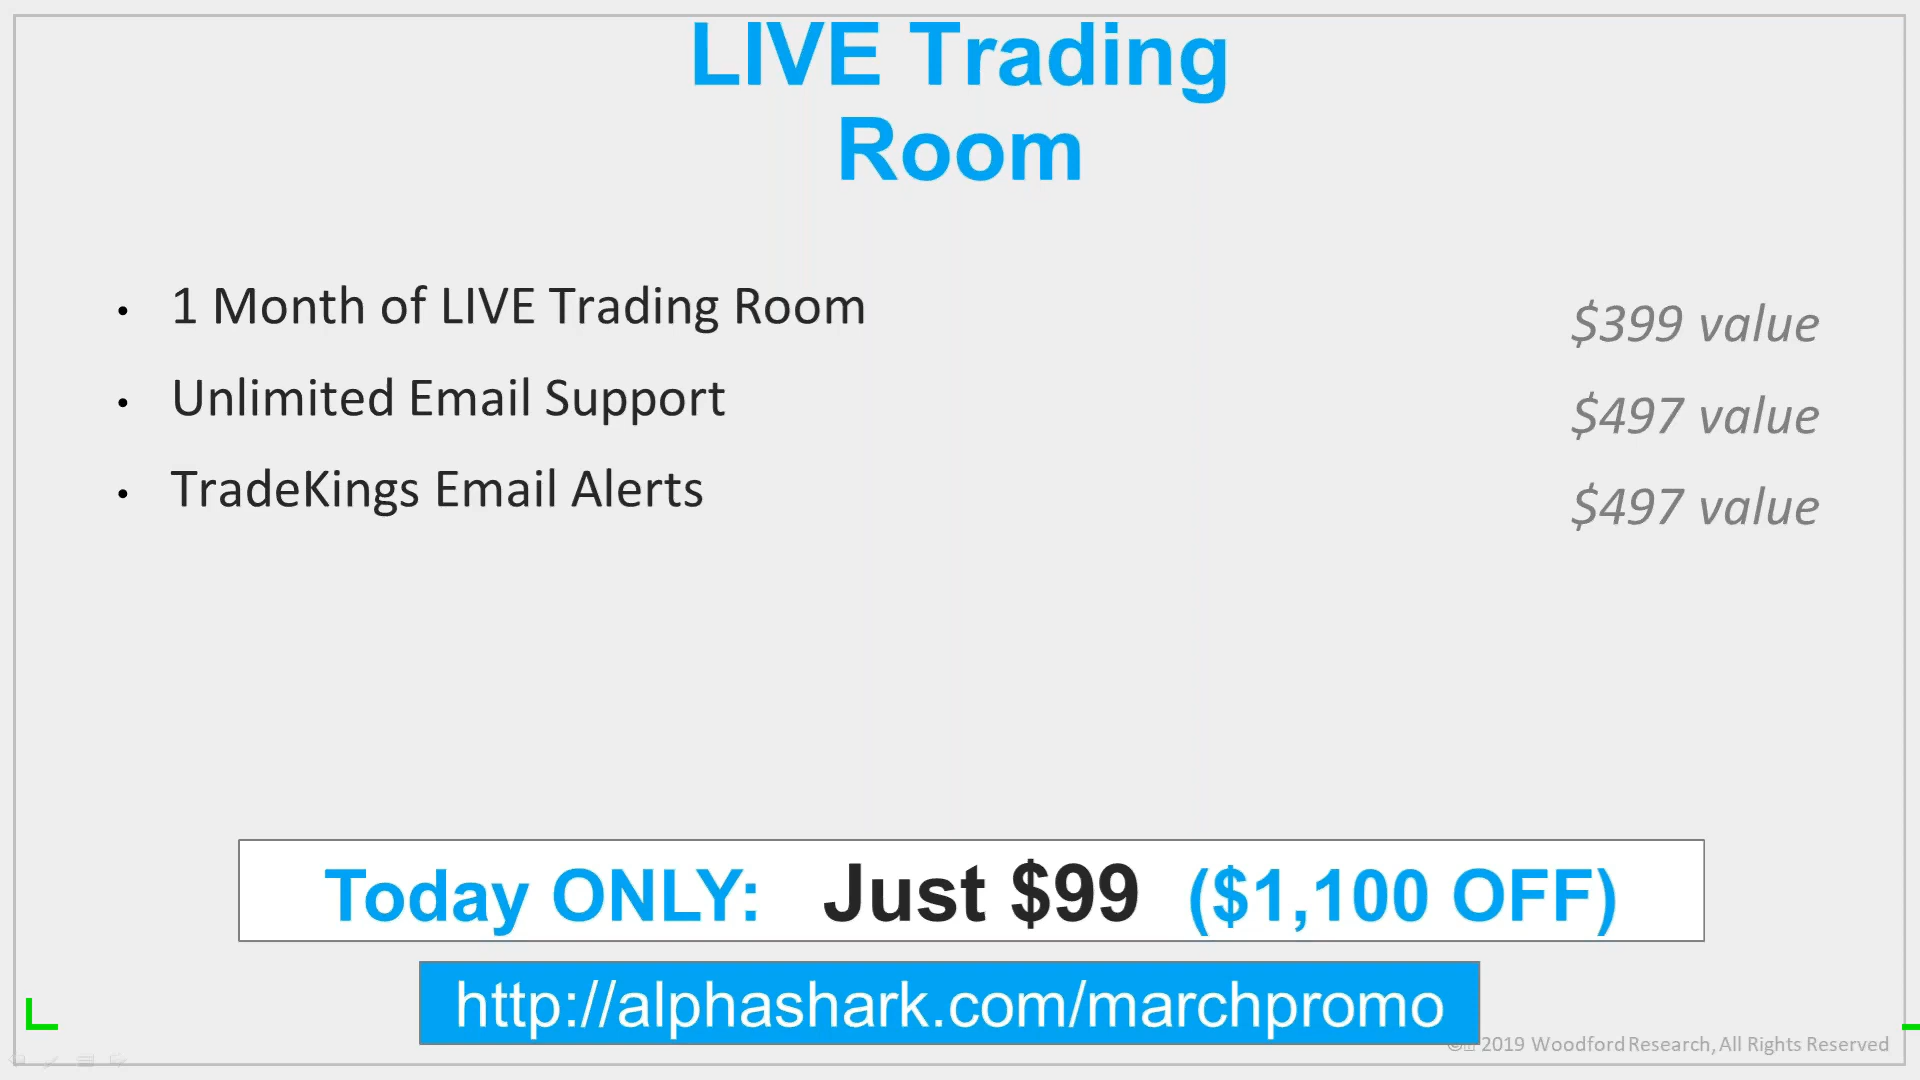 LIVE Trading
Room
• 1 Month of LIVE Trading Room $399 value
• Unlimited Email Support $497 value
• TradeKings Email Alerts $497 value
Today ONLY: Just $99 ($1,100 OFF)
http://alphashark.com/marchpromo
© 2019 Woodford Research, All Rights Reserved